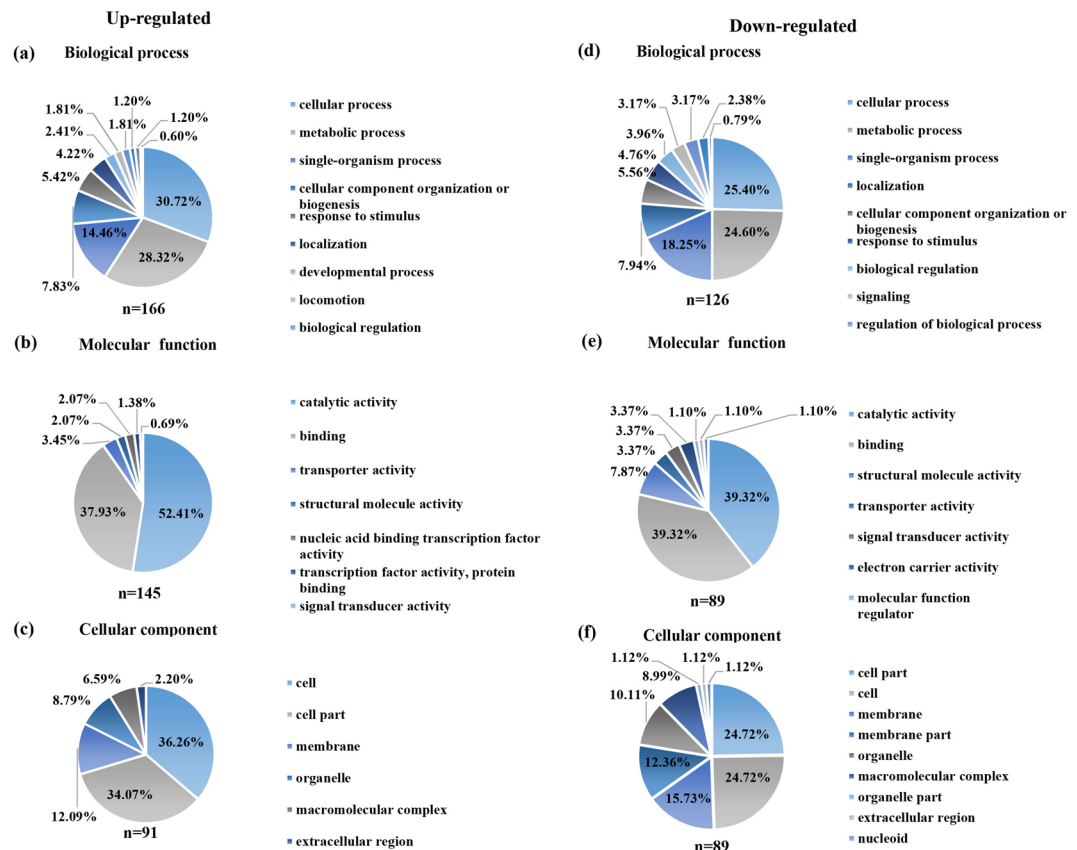 Up-regulated
(a) Biological process
1.81%
1.20%
2.41%
1.81%
1.20%
0.60%
4.22%
5.42%
7.83%
14.46%
30.72%
28.32%
n=166
cellular process
metabolic process
single-organism process
cellular component organization or
biogenesis
response to stimulus
localization
developmental process
locomotion
biological regulation
(b) Molecular function
2.07%
1.38%
2.07%
0.69%
3.45%
37.93%
52.41%
n=145
catalytic activity
binding
transporter activity
structural molecule activity
nucleic acid binding transcription factor
activity
transcription factor activity, protein
binding
signal transducer activity
(c) Cellular component
6.59%
2.20%
8.79%
12.09%
36.26%
34.07%
n=91
cell
cell part
membrane
organelle
macromolecular complex
extracellular region
Down-regulated
(d) Biological process
3.17%
3.17%
2.38%
3.96%
0.79%
4.76%
5.56%
7.94%
18.25%
25.40%
24.60%
n=126
cellular process
metabolic process
single-organism process
localization
cellular component organization or
biogenesis
response to stimulus
biological regulation
signaling
regulation of biological process
(e) Molecular function
3.37%
1.10%
1.10%
1.10%
3.37%
3.37%
7.87%
39.32%
39.32%
n=89
catalytic activity
binding
structural molecule activity
transporter activity
signal transducer activity
electron carrier activity
molecular function
regulator
(f) Cellular component
1.12%
1.12%
1.12%
8.99%
10.11%
12.36%
15.73%
24.72%
24.72%
n=89
cell part
cell
membrane
membrane part
organelle
macromolecular complex
organelle part
extracellular region
nucleoid